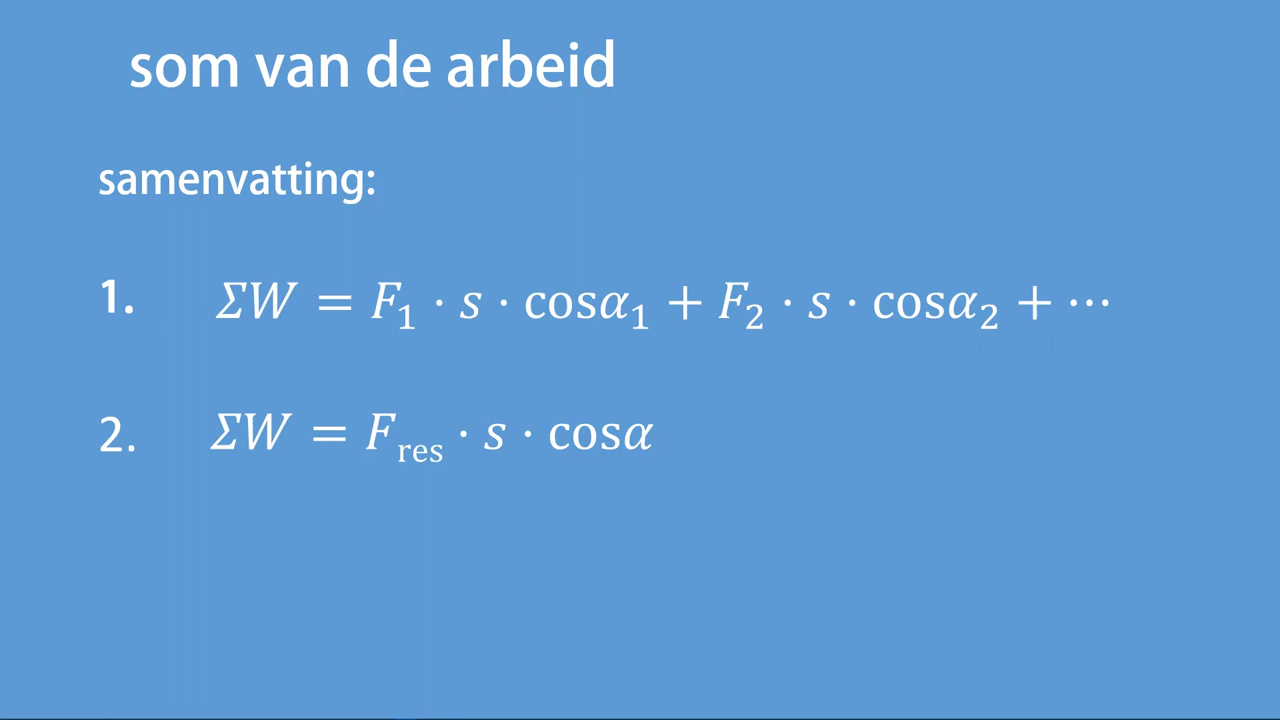 som van de arbeid
samenvatting:
1. ΣW = F₁ · s · cosα₁ + F₂ · s · cosα₂ + ⋯
2. ΣW = F_res · s · cosα